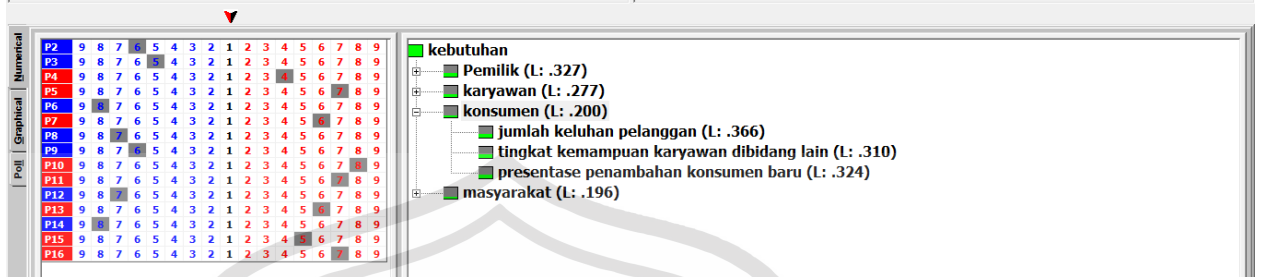 Numerical
Graphical
Poll
P2 9 8 7 6 5 4 3 2 1 2 3 4 5 6 7 8 9
P3 9 8 7 6 5 4 3 2 1 2 3 4 5 6 7 8 9
P4 9 8 7 6 5 4 3 2 1 2 3 4 5 6 7 8 9
P5 9 8 7 6 5 4 3 2 1 2 3 4 5 6 7 8 9
P6 9 8 7 6 5 4 3 2 1 2 3 4 5 6 7 8 9
P7 9 8 7 6 5 4 3 2 1 2 3 4 5 6 7 8 9
P8 9 8 7 6 5 4 3 2 1 2 3 4 5 6 7 8 9
P9 9 8 7 6 5 4 3 2 1 2 3 4 5 6 7 8 9
P10 9 8 7 6 5 4 3 2 1 2 3 4 5 6 7 8 9
P11 9 8 7 6 5 4 3 2 1 2 3 4 5 6 7 8 9
P12 9 8 7 6 5 4 3 2 1 2 3 4 5 6 7 8 9
P13 9 8 7 6 5 4 3 2 1 2 3 4 5 6 7 8 9
P14 9 8 7 6 5 4 3 2 1 2 3 4 5 6 7 8 9
P15 9 8 7 6 5 4 3 2 1 2 3 4 5 6 7 8 9
P16 9 8 7 6 5 4 3 2 1 2 3 4 5 6 7 8 9
kebutuhan
Pemilik (L: .327)
karyawan (L: .277)
konsumen (L: .200)
jumlah keluhan pelanggan (L: .366)
tingkat kemampuan karyawan dibidang lain (L: .310)
presentase penambahan konsumen baru (L: .324)
masyarakat (L: .196)